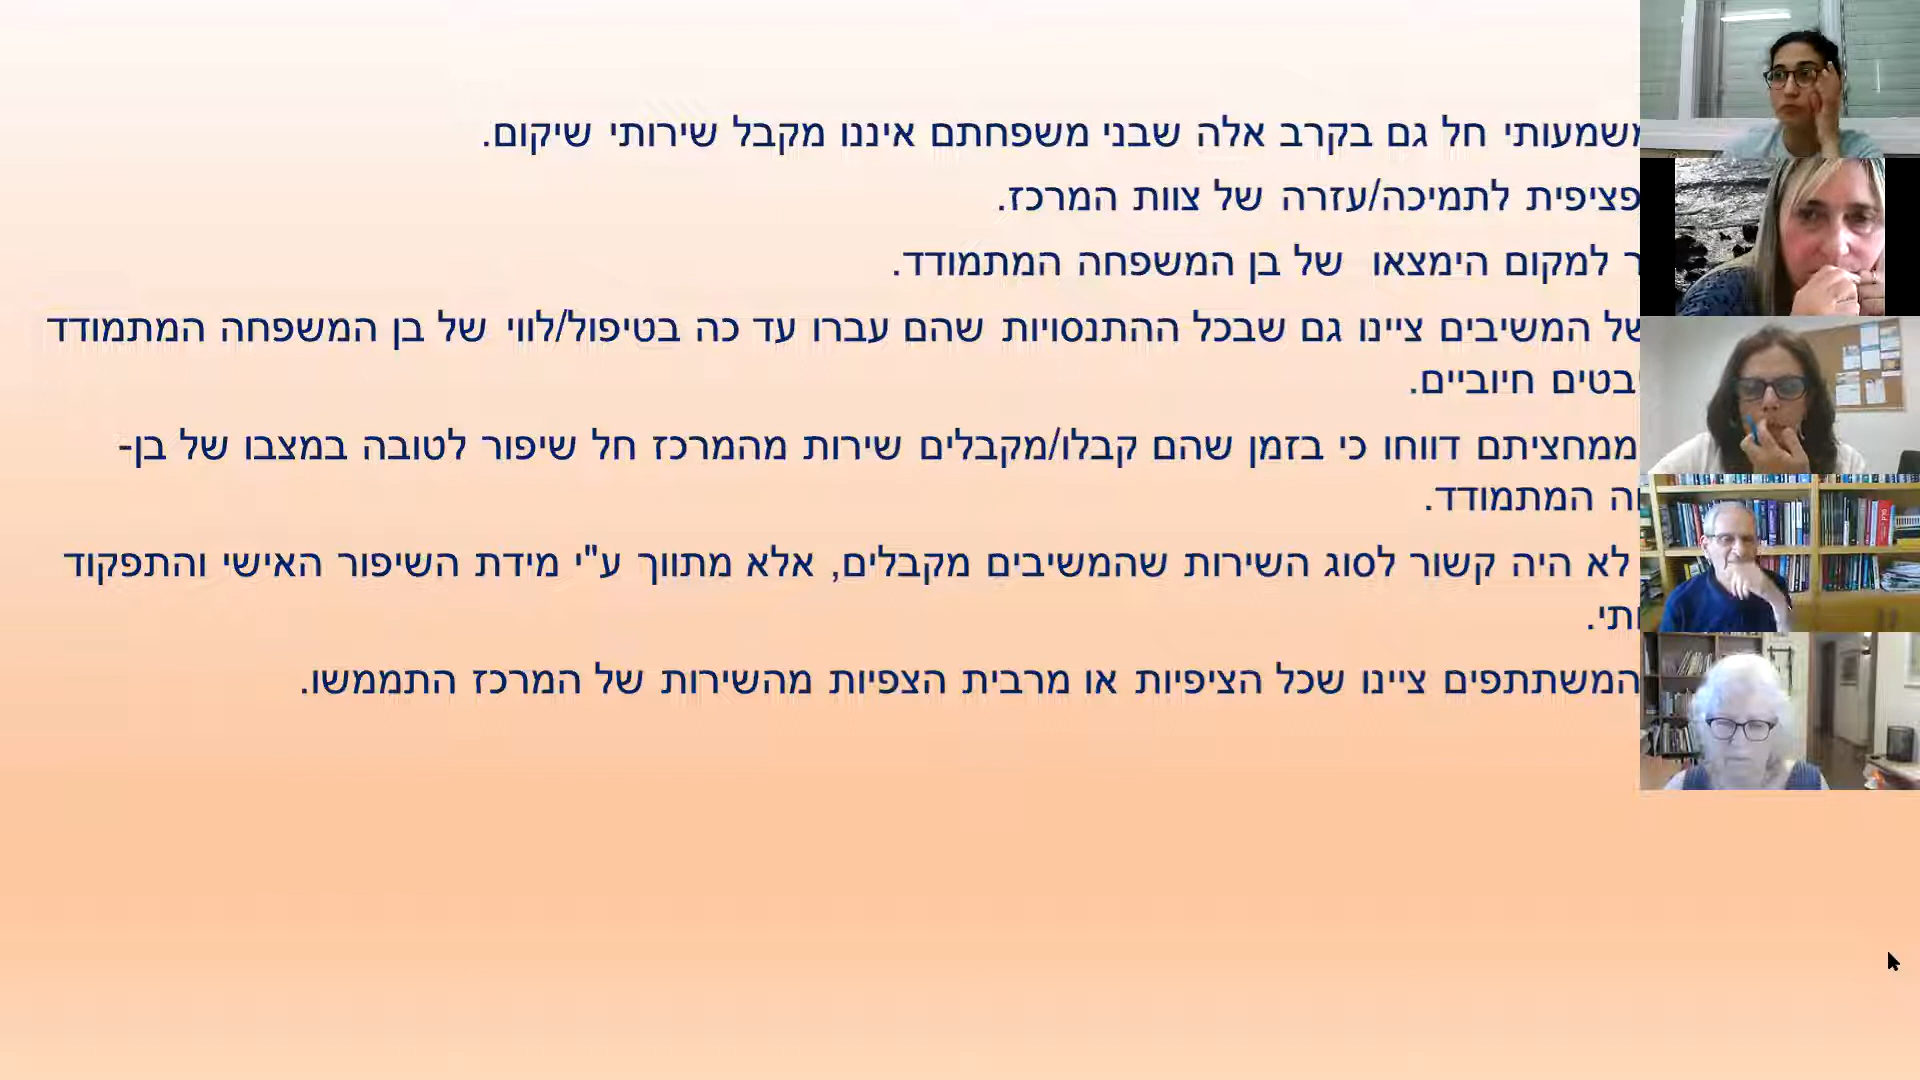 משמעותי חל גם בקרב אלה שבני משפחתם איננו מקבל שירותי שיקום.
לתמיכה/עזרה של צוות המרכז.
למקום הימצאו של בן המשפחה המתמודד.
של המשיבים ציינו גם שבכל ההתנסויות שהם עברו עד כה בטיפול/לווי של בן המשפחה המתמודד
חיוביים.
ממחציתם דווחו כי בזמן שהם קבלו/מקבלים שירות מהמרכז חל שיפור לטובה במצבו של בן-
המתמודד.
לא היה קשור לסוג השירות שהמשיבים מקבלים, אלא מתווך ע"י מידת השיפור האישי והתפקוד
המשתתפים ציינו שכל הציפיות או מרבית הצפיות מהשירות של המרכז התממשו.